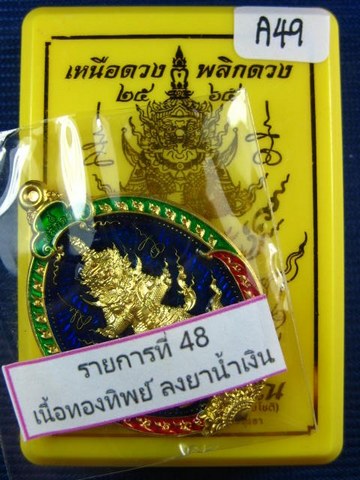 A49
เหนือดวง พลิกดวง
๒๕ ๖๔
รายการที่ 48
เนื้อทองทิพย์ ลงยาน้ำเงิน